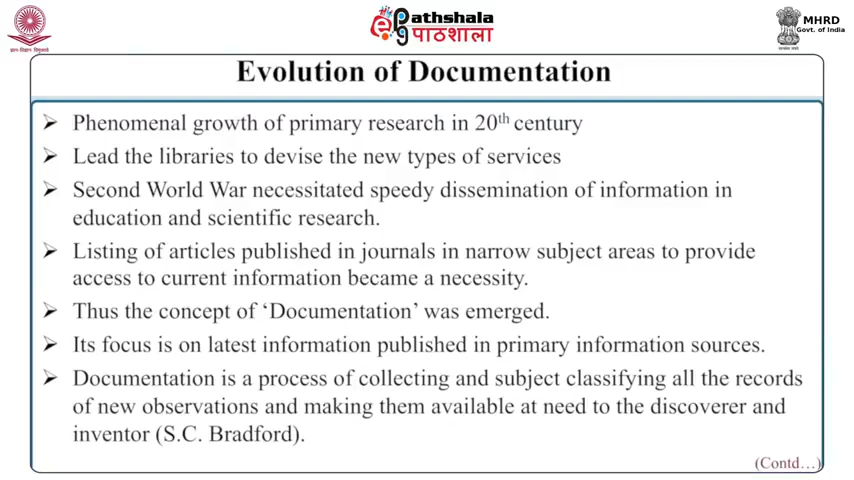 ePathshala
पाठशाला
MHRD
Govt. of India
Evolution of Documentation
➢ Phenomenal growth of primary research in 20th century
➢ Lead the libraries to devise the new types of services
➢ Second World War necessitated speedy dissemination of information in
education and scientific research.
➢ Listing of articles published in journals in narrow subject areas to provide
access to current information became a necessity.
➢ Thus the concept of ‘Documentation’ was emerged.
➢ Its focus is on latest information published in primary information sources.
➢ Documentation is a process of collecting and subject classifying all the records
of new observations and making them available at need to the discoverer and
inventor (S.C. Bradford).
(Contd…)